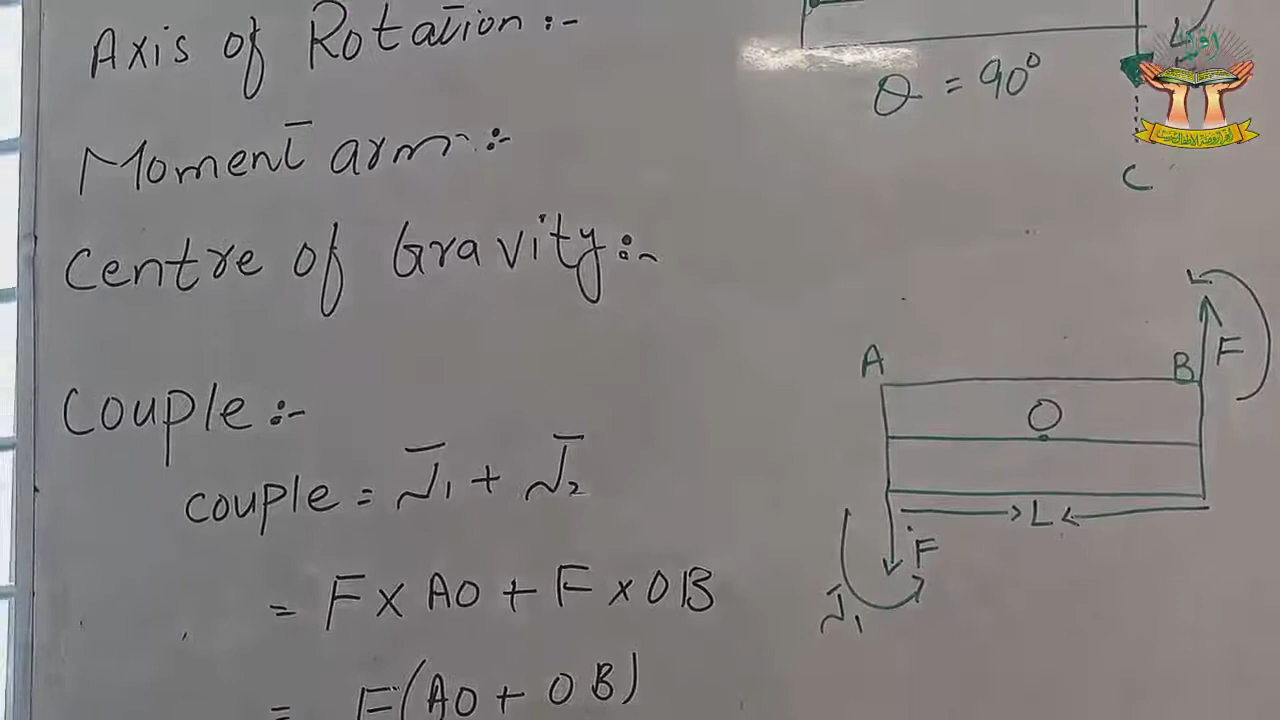 Axis of Rotation :-
Moment arm :-
Centre of Gravity :-
Couple :-
couple = τ₁ + τ₂
= F × AO + F × OB
= F(AO + OB)
L
θ = 90°
C
A
B
F
O
L
F
τ₁